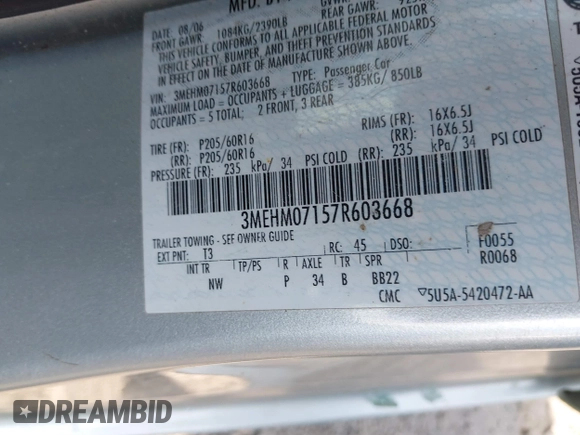 MFD. BY
DATE: 08/06
FRONT GAWR: 1084KG/2390LB
REAR GAWR:
THIS VEHICLE CONFORMS TO ALL APPLICABLE FEDERAL MOTOR
VEHICLE SAFETY, BUMPER, AND THEFT PREVENTION STANDARDS
IN EFFECT ON THE DATE OF MANUFACTURE SHOWN ABOVE.
VIN: 3MEHM07157R603668 TYPE: Passenger Car
MAXIMUM LOAD = OCCUPANTS + LUGGAGE = 385KG/ 850LB
OCCUPANTS = 5 TOTAL: 2 FRONT, 3 REAR
TIRE (FR): P205/60R16 RIMS (FR): 16X6.5J
(RR): P205/60R16 (RR): 16X6.5J
PRESSURE (FR): 235 kPa/ 34 PSI COLD (RR): 235 kPa/ 34 PSI COLD
3MEHM07157R603668
TRAILER TOWING - SEE OWNER GUIDE
EXT PNT: T3 RC: 45 DSO: F0055
INT TR TP/PS R AXLE TR SPR R0068
NW P 34 B BB22
CMC 5U5A-5420472-AA
DREAMBID